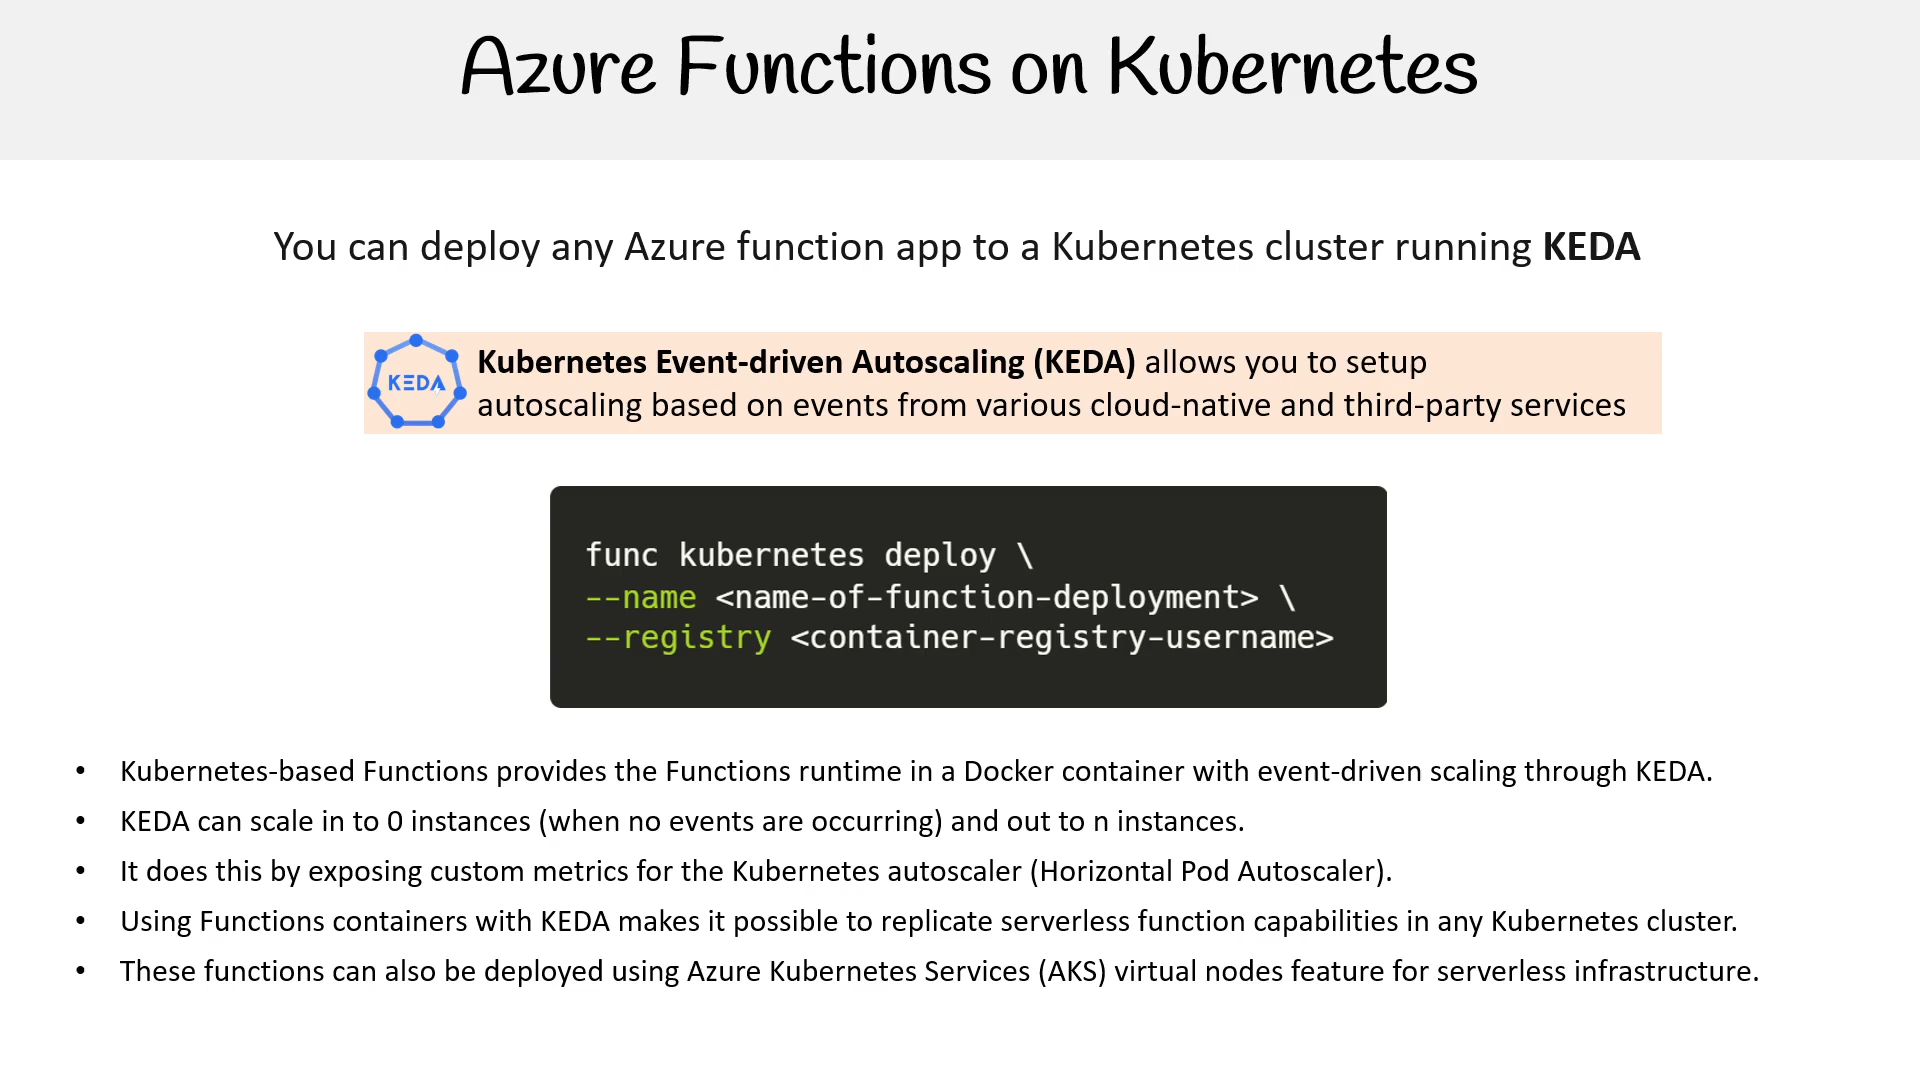 Azure Functions on Kubernetes
You can deploy any Azure function app to a Kubernetes cluster running KEDA
KEDA
Kubernetes Event-driven Autoscaling (KEDA) allows you to setup
autoscaling based on events from various cloud-native and third-party services
func kubernetes deploy \
--name <name-of-function-deployment> \
--registry <container-registry-username>
• Kubernetes-based Functions provides the Functions runtime in a Docker container with event-driven scaling through KEDA.
• KEDA can scale in to 0 instances (when no events are occurring) and out to n instances.
• It does this by exposing custom metrics for the Kubernetes autoscaler (Horizontal Pod Autoscaler).
• Using Functions containers with KEDA makes it possible to replicate serverless function capabilities in any Kubernetes cluster.
• These functions can also be deployed using Azure Kubernetes Services (AKS) virtual nodes feature for serverless infrastructure.